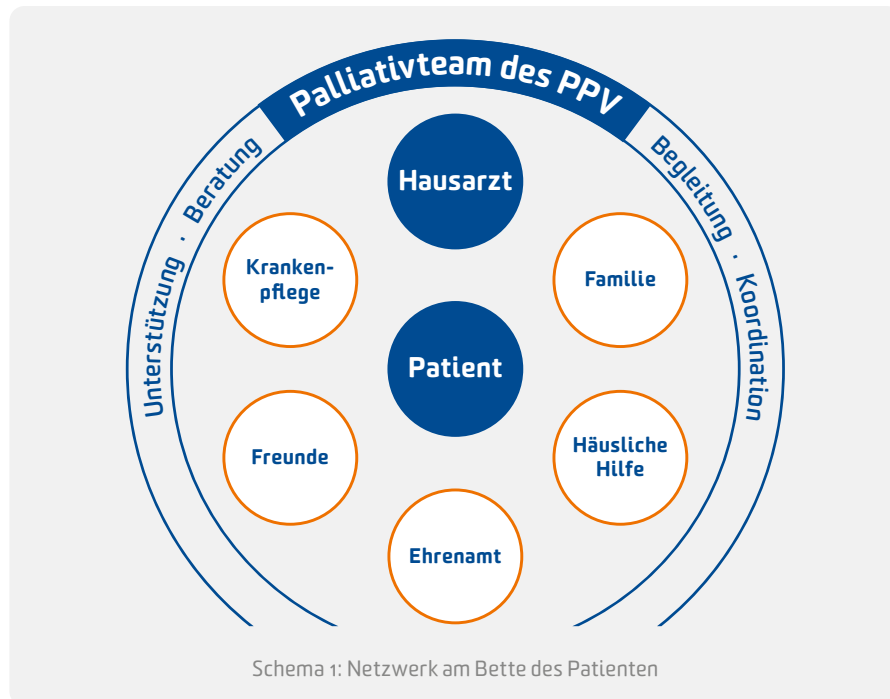 Palliativteam des PPV
Unterstützung · Beratung
Begleitung · Koordination
Hausarzt
Kranken-
pflege
Familie
Patient
Freunde
Häusliche
Hilfe
Ehrenamt
Schema 1: Netzwerk am Bette des Patienten